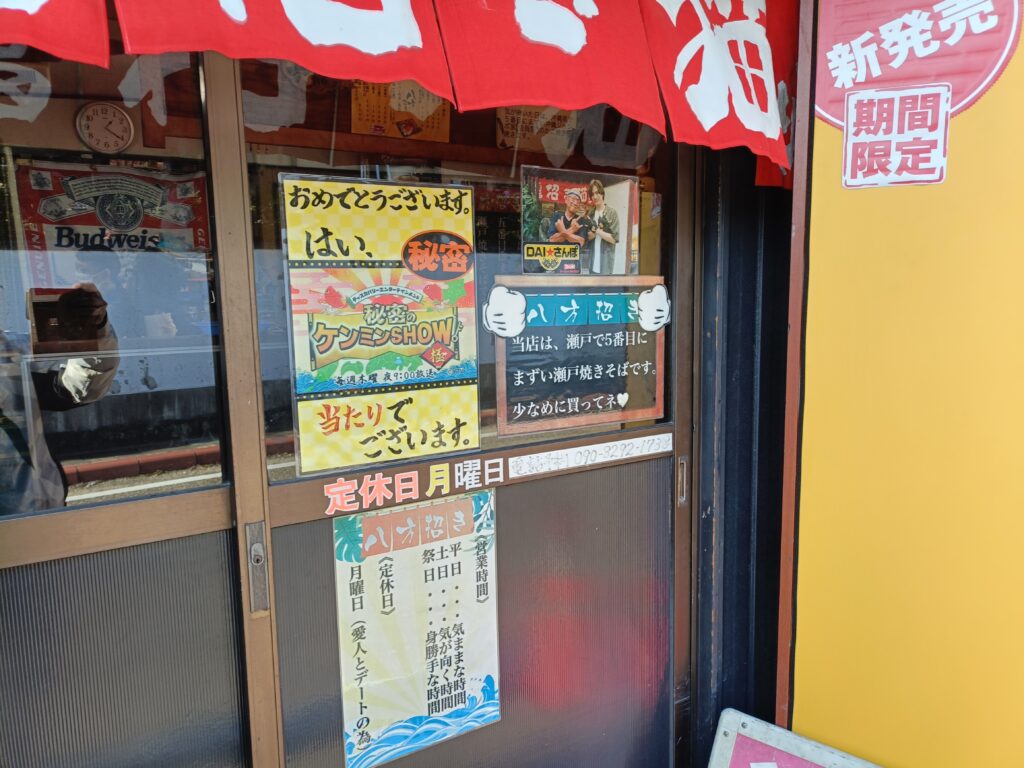 新発売
期間
限定
おめでとうございます。
はい、
秘密
秘密の
ケンミンSHOW
極
毎週木曜 夜9:00放送
当たりで
ございます。
DAI★さんぽ
八方招き
当店は、瀬戸で5番目に
まずい瀬戸焼きそばです。
少なめに買ってネ♥
Budweis
定休日 月曜日
八方招き
《営業時間》
平日・・・気ままな時間
土日・・・気が向く時間
祭日・・・身勝手な時間
《定休日》
月曜日（愛人とデートの為）